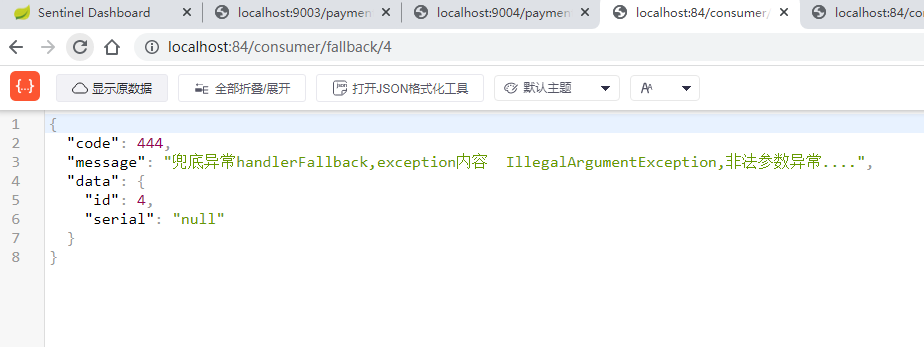 Sentinel Dashboard
localhost:9003/paymen
localhost:9004/paymen
localhost:84/consumer/
localhost:84/co
localhost:84/consumer/fallback/4
{...} 显示原数据 全部折叠/展开 打开JSON格式化工具 默认主题 AA
1 {
2 "code": 444,
3 "message": "兜底异常handlerFallback,exception内容  IllegalArgumentException,非法参数异常....",
4 "data": {
5 "id": 4,
6 "serial": "null"
7 }
8 }